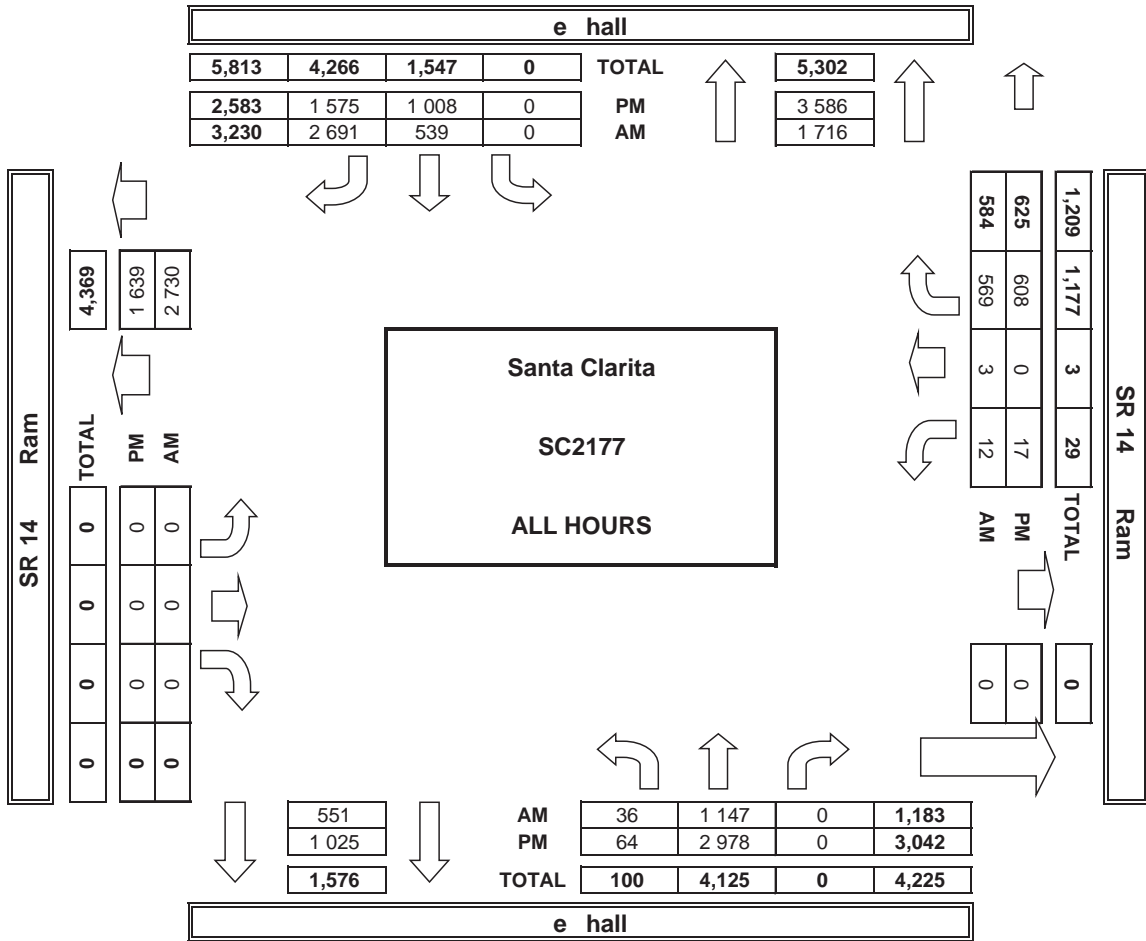 e hall
5,813 4,266 1,547 0 TOTAL 5,302
2,583 1 575 1 008 0 PM 3 586
3,230 2 691 539 0 AM 1 716
SR 14 Ram
4,369 1 639 2 730
TOTAL PM AM
0 0 0
0 0 0
0 0 0
0 0 0
Santa Clarita
SC2177
ALL HOURS
584 625 1,209
569 608 1,177
3 0 3
12 17 29
AM PM TOTAL
0 0 0
SR 14 Ram
551 AM 36 1 147 0 1,183
1 025 PM 64 2 978 0 3,042
1,576 TOTAL 100 4,125 0 4,225
e hall